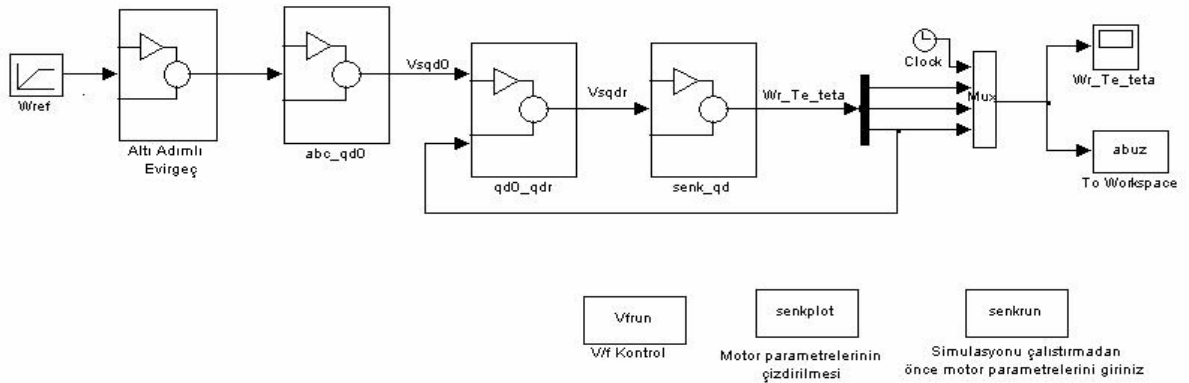 Wref
Altı Adımlı
Evirgeç
abc_qd0
Vsqd0
qd0_qdr
Vsqdr
senk_qd
Wr_Te_teta
Clock
Mux
Wr_Te_teta
abuz
To Workspace
Vfrun
V/f Kontrol
senkplot
Motor parametrelerinin
çizdirilmesi
senkrun
Simulasyonu çalıstırmadan
önce motor parametrelerini giriniz